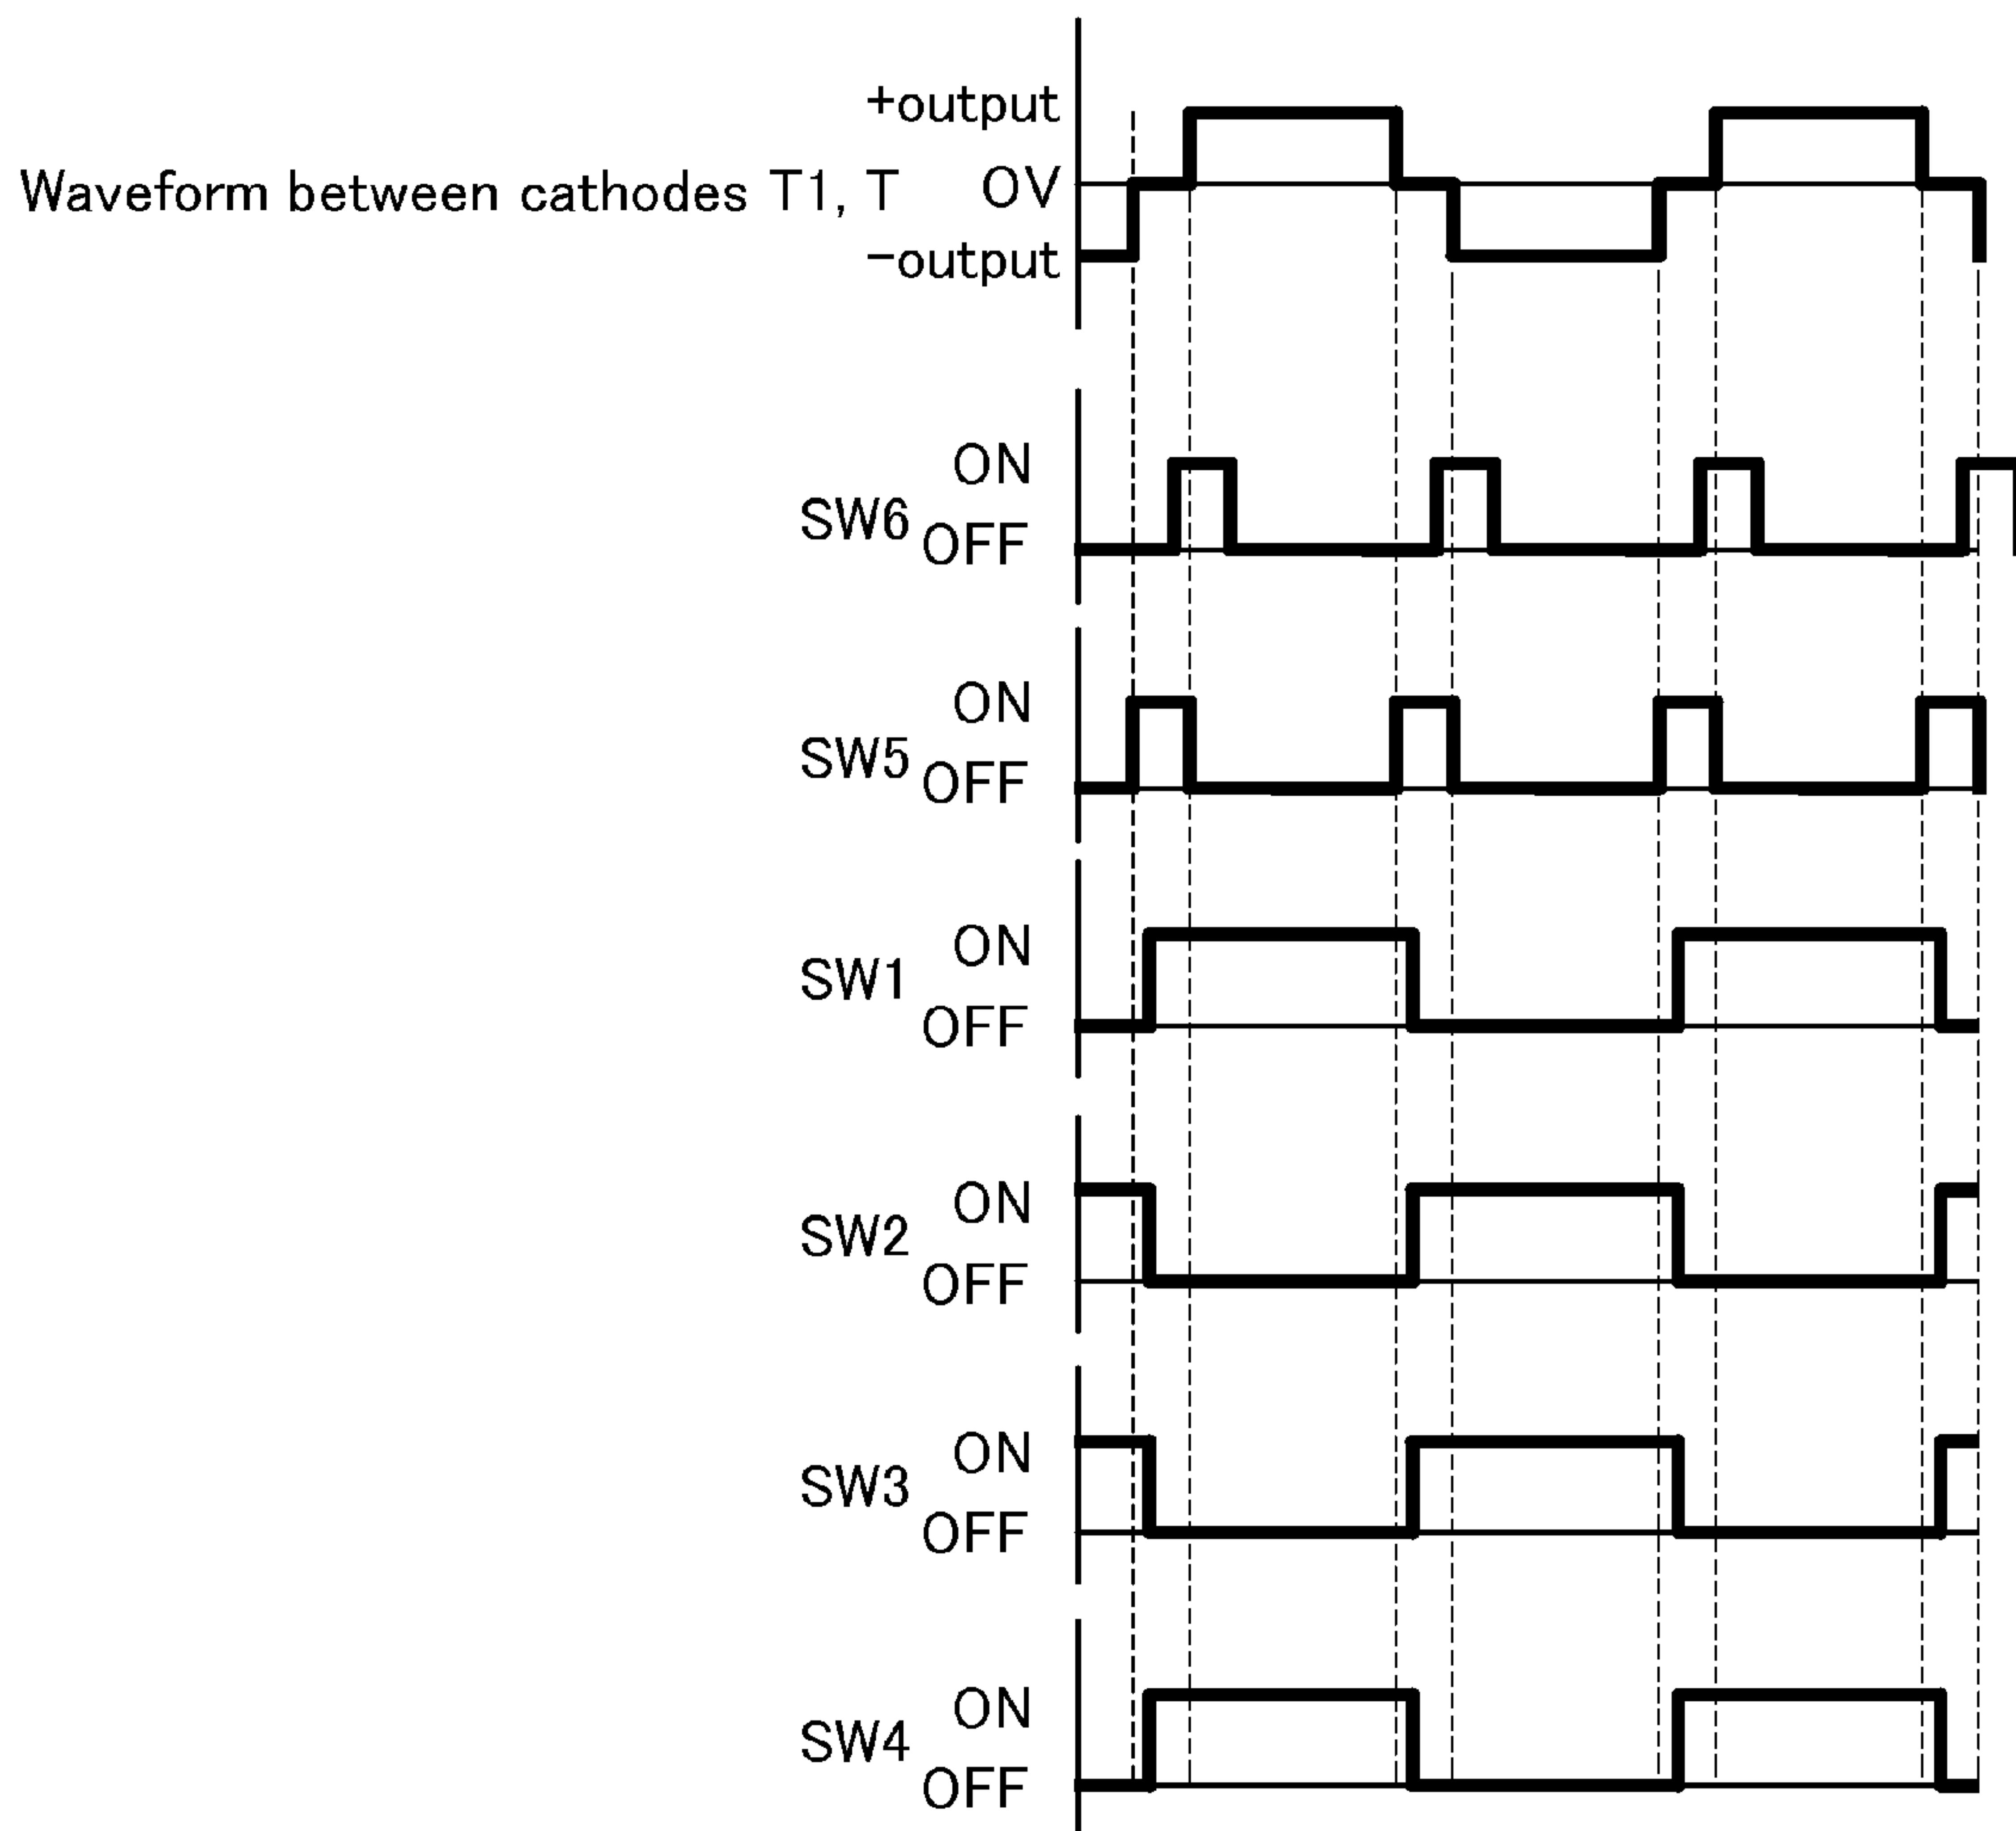 +output
Waveform between cathodes T1, T 0V
-output
ON
SW6
OFF
ON
SW5
OFF
ON
SW1
OFF
ON
SW2
OFF
ON
SW3
OFF
ON
SW4
OFF